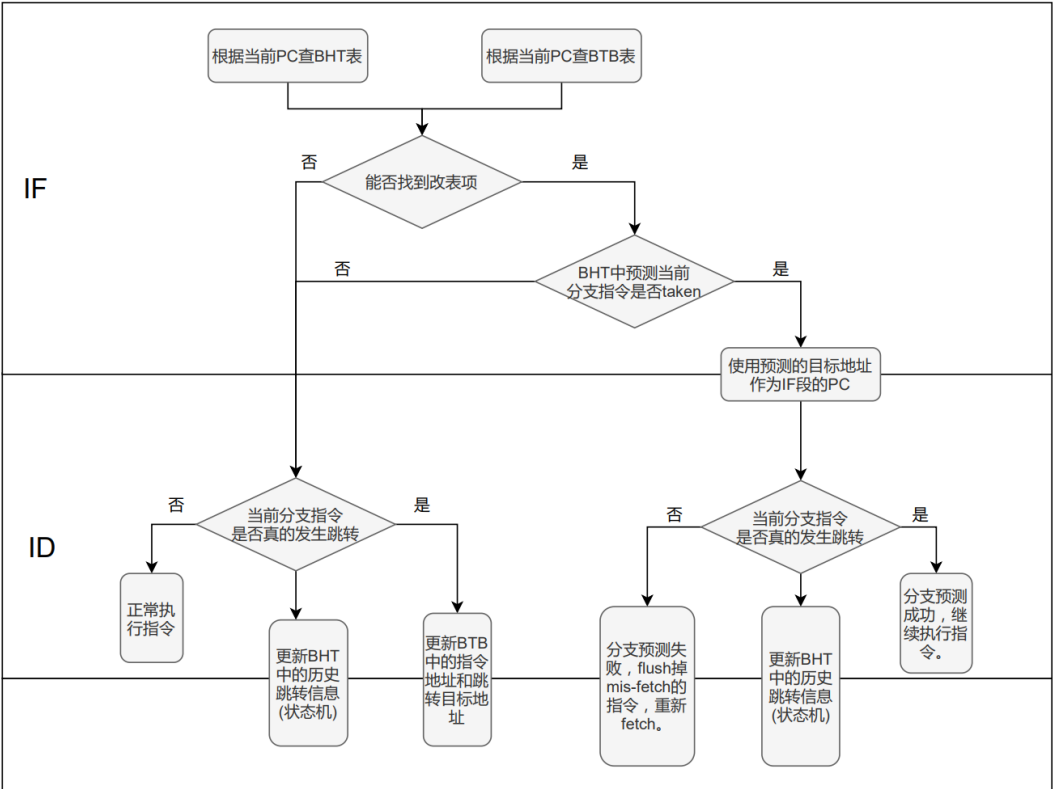 根据当前PC查BHT表
根据当前PC查BTB表
否
是
能否找到改表项
IF
否
BHT中预测当前
分支指令是否taken
是
使用预测的目标地址
作为IF段的PC
否
当前分支指令
是否真的发生跳转
是
否
当前分支指令
是否真的发生跳转
是
ID
正常执
行指令
更新BHT
中的历史
跳转信息
(状态机)
更新BTB
中的指令
地址和跳
转目标地
址
分支预测失
败，flush掉
mis-fetch的
指令，重新
fetch。
更新BHT
中的历史
跳转信息
(状态机)
分支预测
成功，继
续执行指
令。